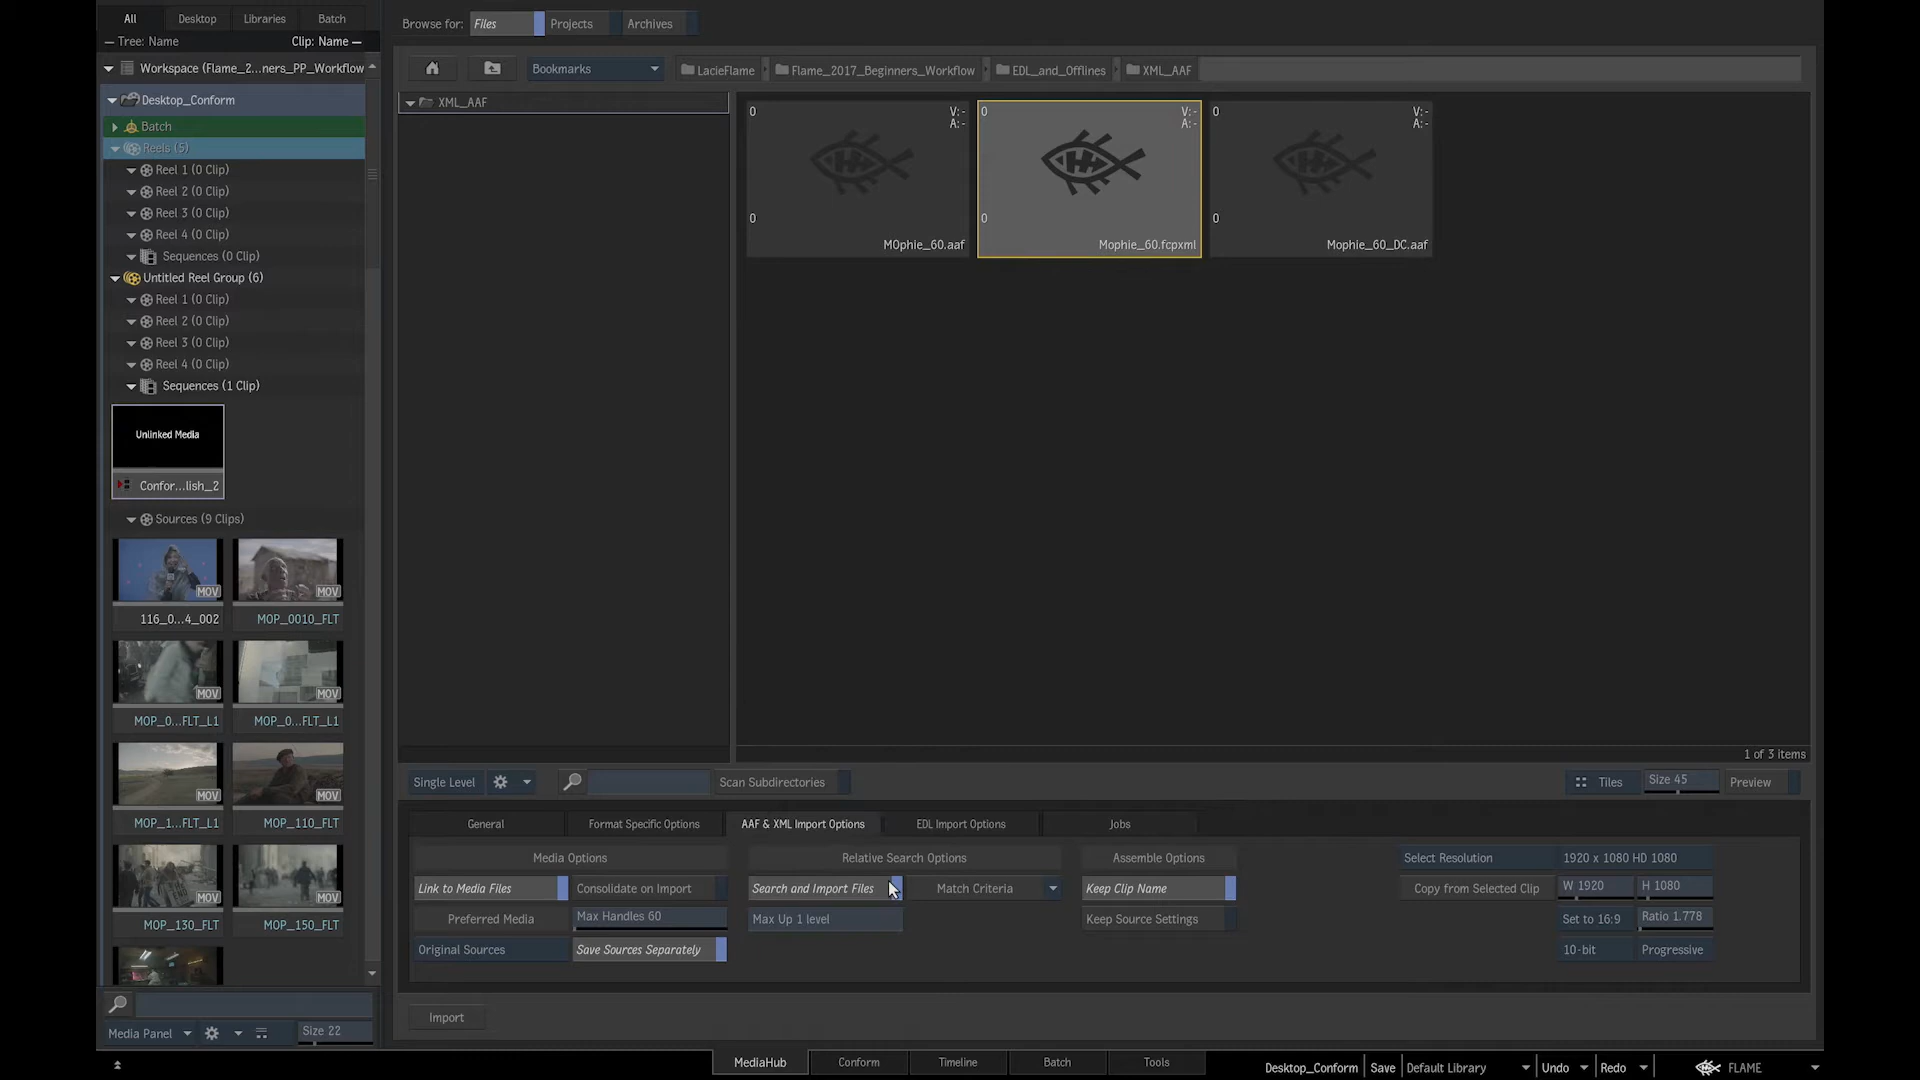 All Desktop Libraries Batch
Tree: Name Clip: Name
Workspace (Flame_2...ners_PP_Workflow
Desktop_Conform
Batch
Reels (5)
Reel 1 (0 Clip)
Reel 2 (0 Clip)
Reel 3 (0 Clip)
Reel 4 (0 Clip)
Sequences (0 Clip)
Untitled Reel Group (6)
Reel 1 (0 Clip)
Reel 2 (0 Clip)
Reel 3 (0 Clip)
Reel 4 (0 Clip)
Sequences (1 Clip)
Unlinked Media
Confor...lish_2
Sources (9 Clips)
MOV MOV
116_0...4_002 MOP_0010_FLT
MOV MOV
MOP_0...FLT_L1 MOP_0...FLT_L1
MOV MOV
MOP_1...FLT_L1 MOP_110_FLT
MOV MOV
MOP_130_FLT MOP_150_FLT
Media Panel Size 22
Browse for: Files Projects Archives
Bookmarks LacieFlame Flame_2017_Beginners_Workflow EDL_and_Offlines XML_AAF
XML_AAF
0 V:- 0 V:- 0 V:-
A:- A:- A:-
0 0 0
MOphie_60.aaf Mophie_60.fcpxml Mophie_60_DC.aaf
1 of 3 items
Single Level Scan Subdirectories Tiles Size 45 Preview
General Format Specific Options AAF & XML Import Options EDL Import Options Jobs
Media Options Relative Search Options Assemble Options Select Resolution 1920 x 1080 HD 1080
Link to Media Files Consolidate on Import Search and Import Files Match Criteria Keep Clip Name Copy from Selected Clip W 1920 H 1080
Preferred Media Max Handles 60 Max Up 1 level Keep Source Settings Set to 16:9 Ratio 1.778
Original Sources Save Sources Separately 10-bit Progressive
Import
MediaHub Conform Timeline Batch Tools Desktop_Conform Save Default Library Undo Redo FLAME